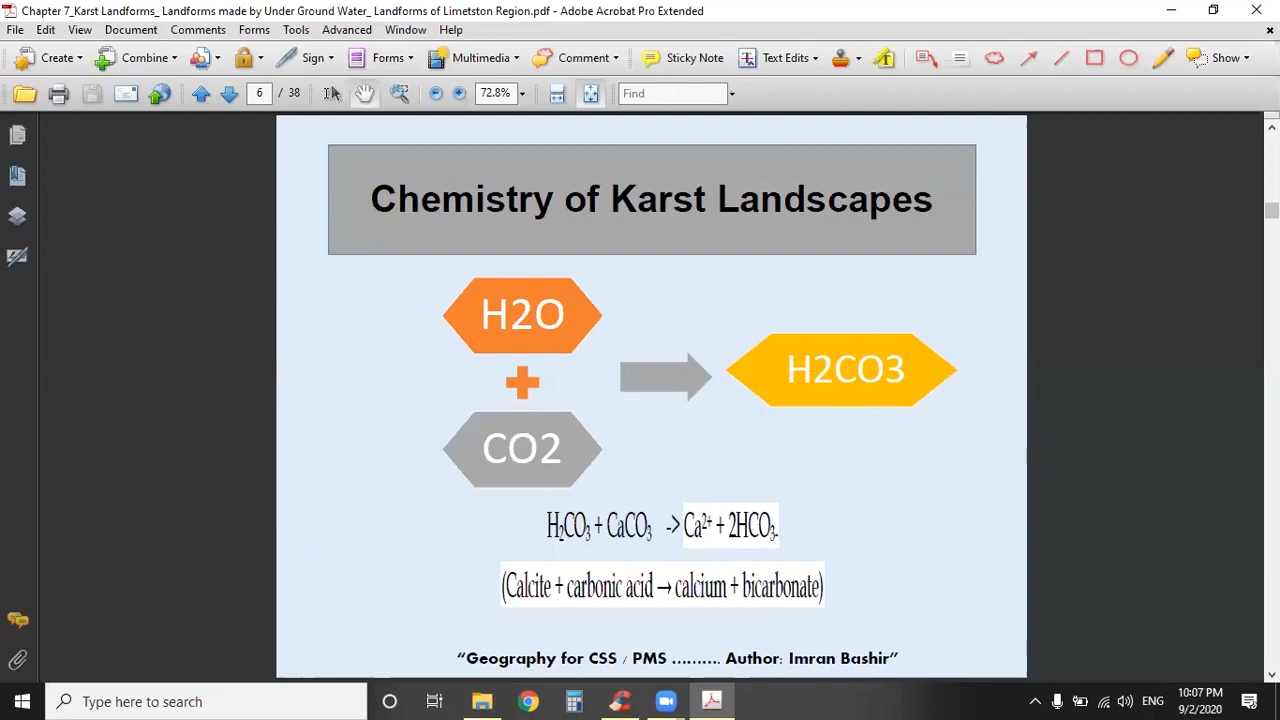 Chapter 7_Karst Landforms_ Landforms made by Under Ground Water_ Landforms of Limetston Region.pdf - Adobe Acrobat Pro Extended
File Edit View Document Comments Forms Tools Advanced Window Help
Create Combine Sign Forms Multimedia Comment Sticky Note Text Edits Show
6 / 38 72.8% Find
Chemistry of Karst Landscapes
H2O
H2CO3
CO2
H₂CO₃ + CaCO₃ -> Ca²⁺ + 2HCO₃₋
(Calcite + carbonic acid → calcium + bicarbonate)
“Geography for CSS / PMS ......... Author: Imran Bashir”
Type here to search
ENG
10:07 PM
9/2/2020